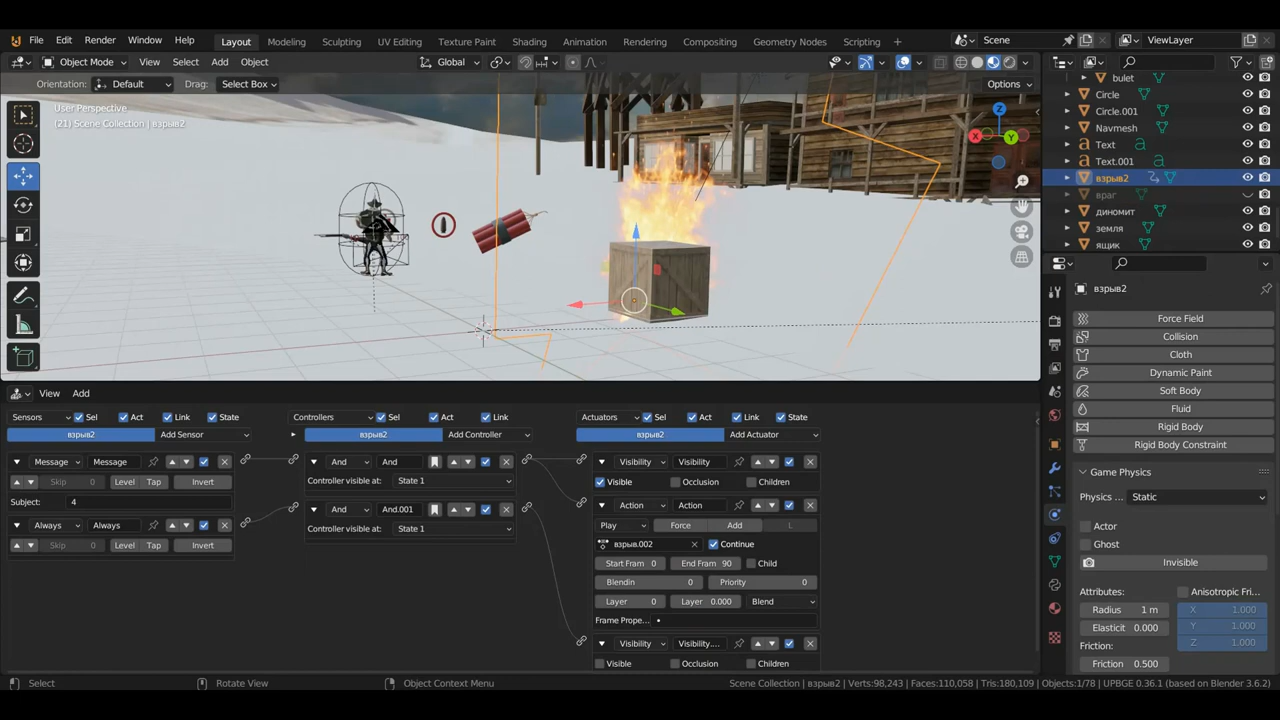 File Edit Render Window Help Layout Modeling Sculpting UV Editing Texture Paint Shading Animation Rendering Compositing Geometry Nodes Scripting + Scene ViewLayer
Object Mode View Select Add Object Global
Orientation: Default Drag: Select Box Options
User Perspective
(21) Scene Collection | взрыв2
Z
X
Y
bulet
Circle
Circle.001
Navmesh
Text
Text.001
взрыв2
враг
диномит
земля
ящик
взрыв2
Force Field
Collision
Cloth
Dynamic Paint
Soft Body
Fluid
Rigid Body
Rigid Body Constraint
Game Physics
Physics ... Static
Actor
Ghost
Invisible
Attributes: Anisotropic Fri...
Radius 1 m X 1.000
Elasticit 0.000 Y 1.000
Friction: Z 1.000
Friction 0.500
View Add
Sensors Sel Act Link State Controllers Sel Act Link Actuators Sel Act Link State
взрыв2 Add Sensor взрыв2 Add Controller взрыв2 Add Actuator
Message Message And And Visibility Visibility
Skip 0 Level Tap Invert Controller visible at: State 1 Visible Occlusion Children
Subject: 4 And And.001 Action Action
Always Always Controller visible at: State 1 Play Force Add L
Skip 0 Level Tap Invert взрыв.002 Continue
Start Fram 0 End Fram 90 Child
Blendin 0 Priority 0
Layer 0 Layer 0.000 Blend
Frame Prope...
Visibility Visibility....
Visible Occlusion Children
Select Rotate View Object Context Menu Scene Collection | взрыв2 | Verts:98,243 | Faces:110,058 | Tris:180,109 | Objects:1/78 | UPBGE 0.36.1 (based on Blender 3.6.2)